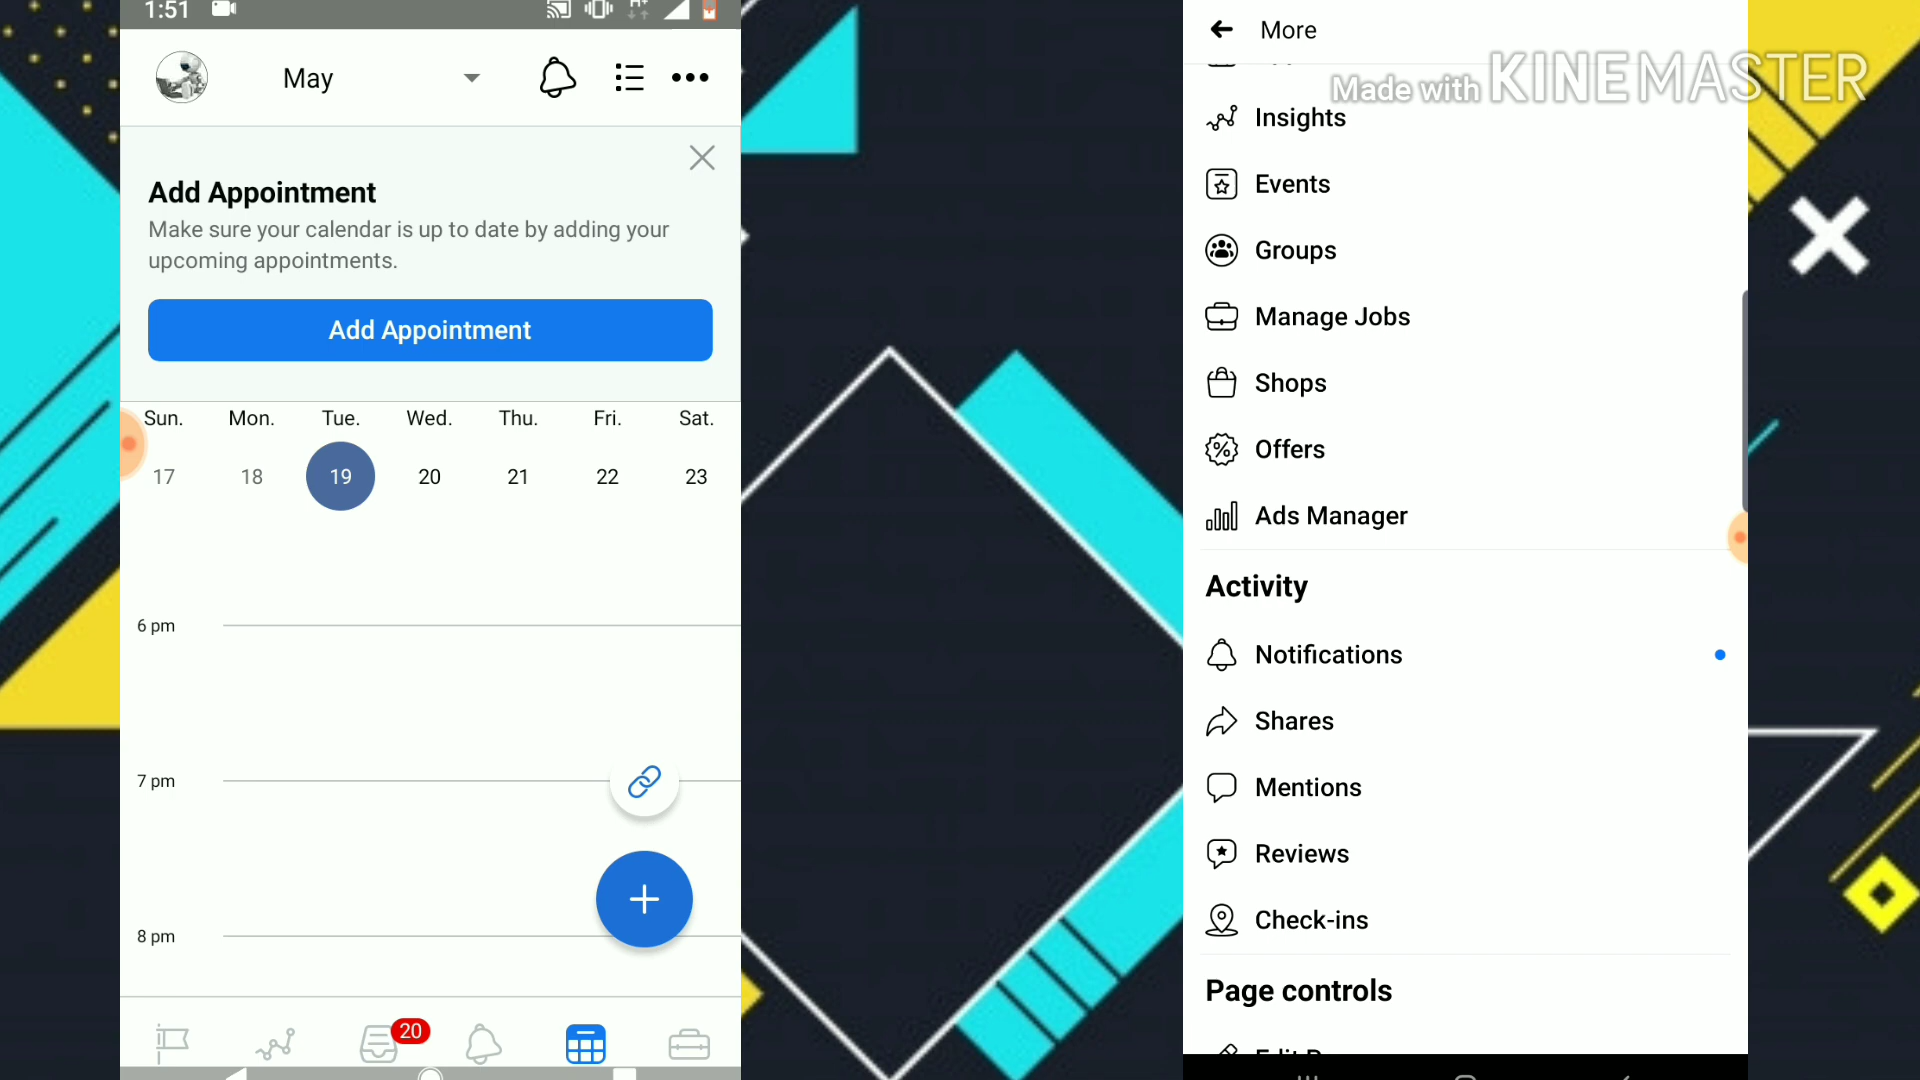 1:51
H+
May
Add Appointment
Make sure your calendar is up to date by adding your
upcoming appointments.
Add Appointment
Sun. Mon. Tue. Wed. Thu. Fri. Sat.
17 18 19 20 21 22 23
6 pm
7 pm
8 pm
20
More
Made with KINEMASTER
Insights
Events
Groups
Manage Jobs
Shops
Offers
Ads Manager
Activity
Notifications
Shares
Mentions
Reviews
Check-ins
Page controls